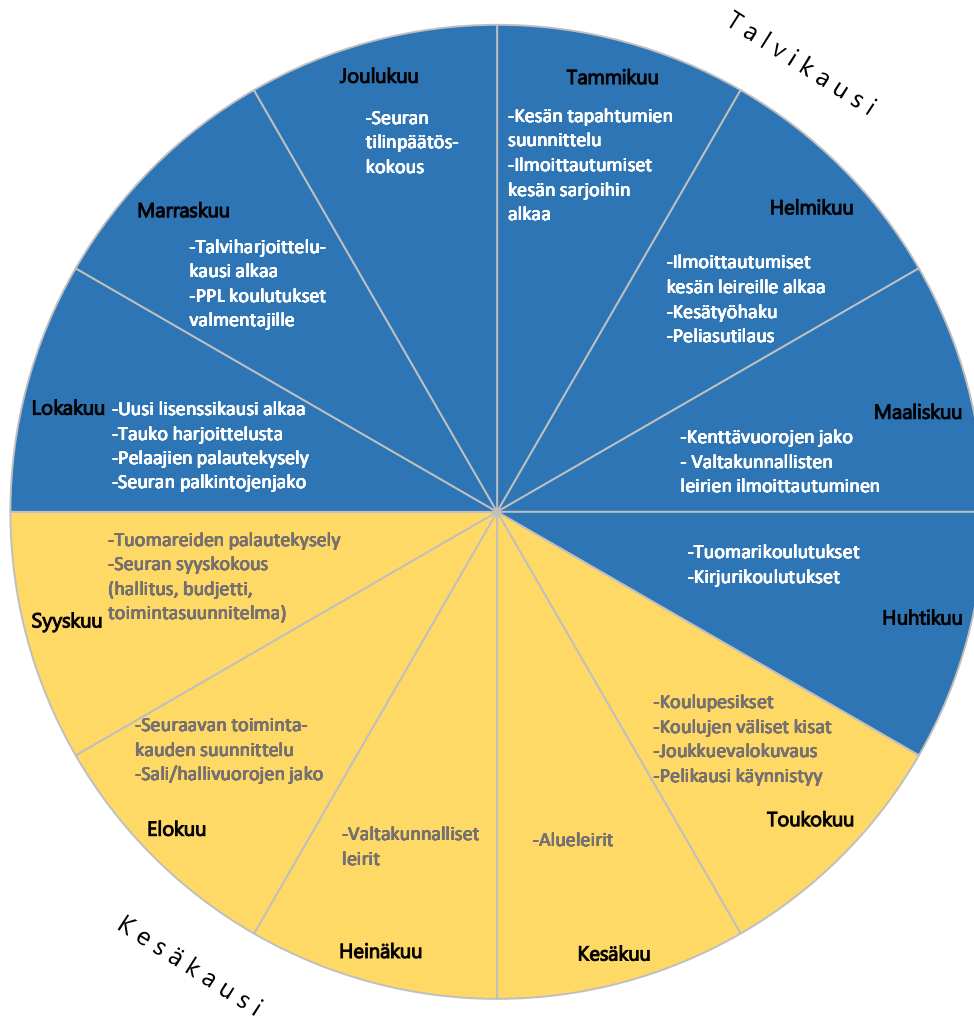 Talvikausi
Tammikuu
-Kesän tapahtumien
suunnittelu
-Ilmoittautumiset
kesän sarjoihin
alkaa
Helmikuu
-Ilmoittautumiset
kesän leireille alkaa
-Kesätyöhaku
-Peliasutilaus
Maaliskuu
-Kenttävuorojen jako
- Valtakunnallisten
leirien ilmoittautuminen
-Tuomarikoulutukset
-Kirjurikoulutukset
Huhtikuu
-Koulupesikset
-Koulujen väliset kisat
-Joukkuevalokuvaus
-Pelikausi käynnistyy
Toukokuu
-Alueleirit
Kesäkuu
-Valtakunnalliset
leirit
Heinäkuu
-Seuraavan toiminta-
kauden suunnittelu
-Sali/hallivuorojen jako
Elokuu
Kesäkausi
-Tuomareiden palautekysely
-Seuran syyskokous
(hallitus, budjetti,
toimintasuunnitelma)
Syyskuu
Lokakuu
-Uusi lisenssikausi alkaa
-Tauko harjoittelusta
-Pelaajien palautekysely
-Seuran palkintojenjako
Marraskuu
-Talviharjoittelu-
kausi alkaa
-PPL koulutukset
valmentajille
Joulukuu
-Seuran
tilinpäätös-
kokous